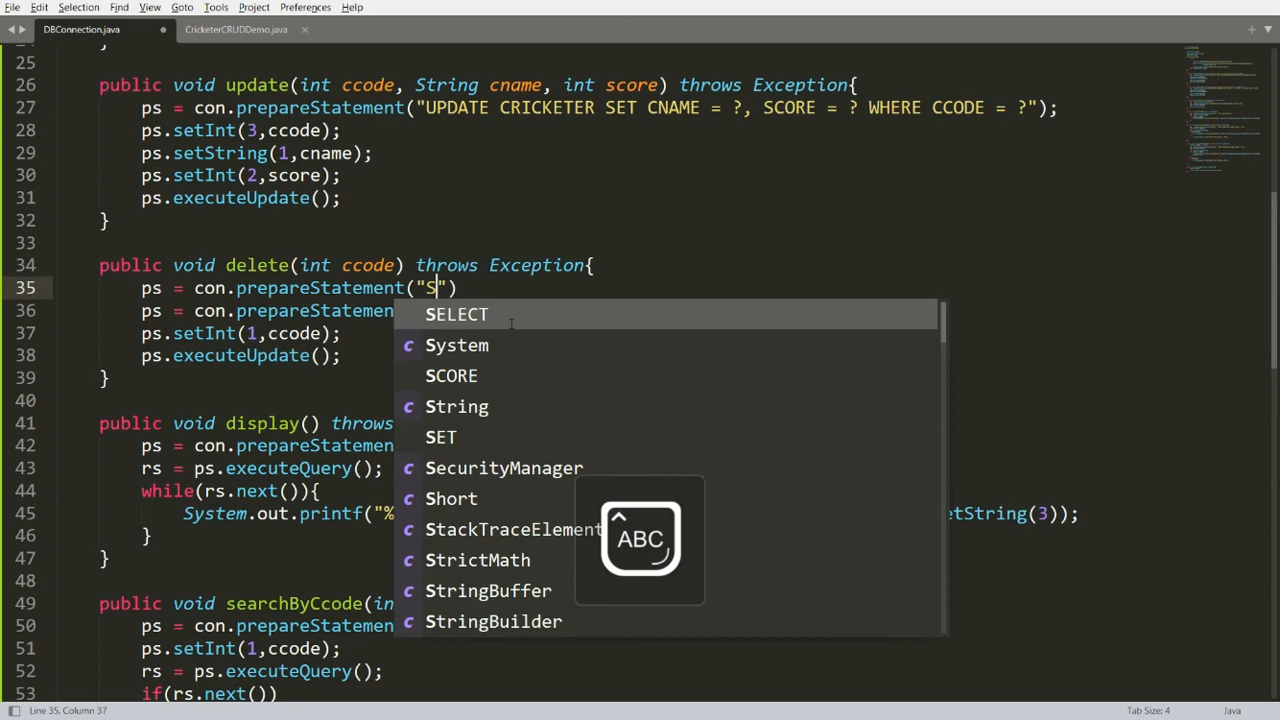 File Edit Selection Find View Goto Tools Project Preferences Help
DBConnection.java CricketerCRUDDemo.java
25
26 public void update(int ccode, String cname, int score) throws Exception{
27 ps = con.prepareStatement("UPDATE CRICKETER SET CNAME = ?, SCORE = ? WHERE CCODE = ?");
28 ps.setInt(3,ccode);
29 ps.setString(1,cname);
30 ps.setInt(2,score);
31 ps.executeUpdate();
32 }
33
34 public void delete(int ccode) throws Exception{
35 ps = con.prepareStatement("S")
36 ps = con.prepareStatement
37 ps.setInt(1,ccode);
38 ps.executeUpdate();
39 }
40
41 public void display() throws
42 ps = con.prepareStatement
43 rs = ps.executeQuery();
44 while(rs.next()){
45 System.out.printf("% etString(3));
46 }
47 }
48
49 public void searchByCcode(in
50 ps = con.prepareStatement
51 ps.setInt(1,ccode);
52 rs = ps.executeQuery();
53 if(rs.next())
SELECT
c System
SCORE
c String
SET
c SecurityManager
c Short
c StackTraceElement
c StrictMath
c StringBuffer
c StringBuilder
ABC
Line 35, Column 37 Tab Size: 4 Java